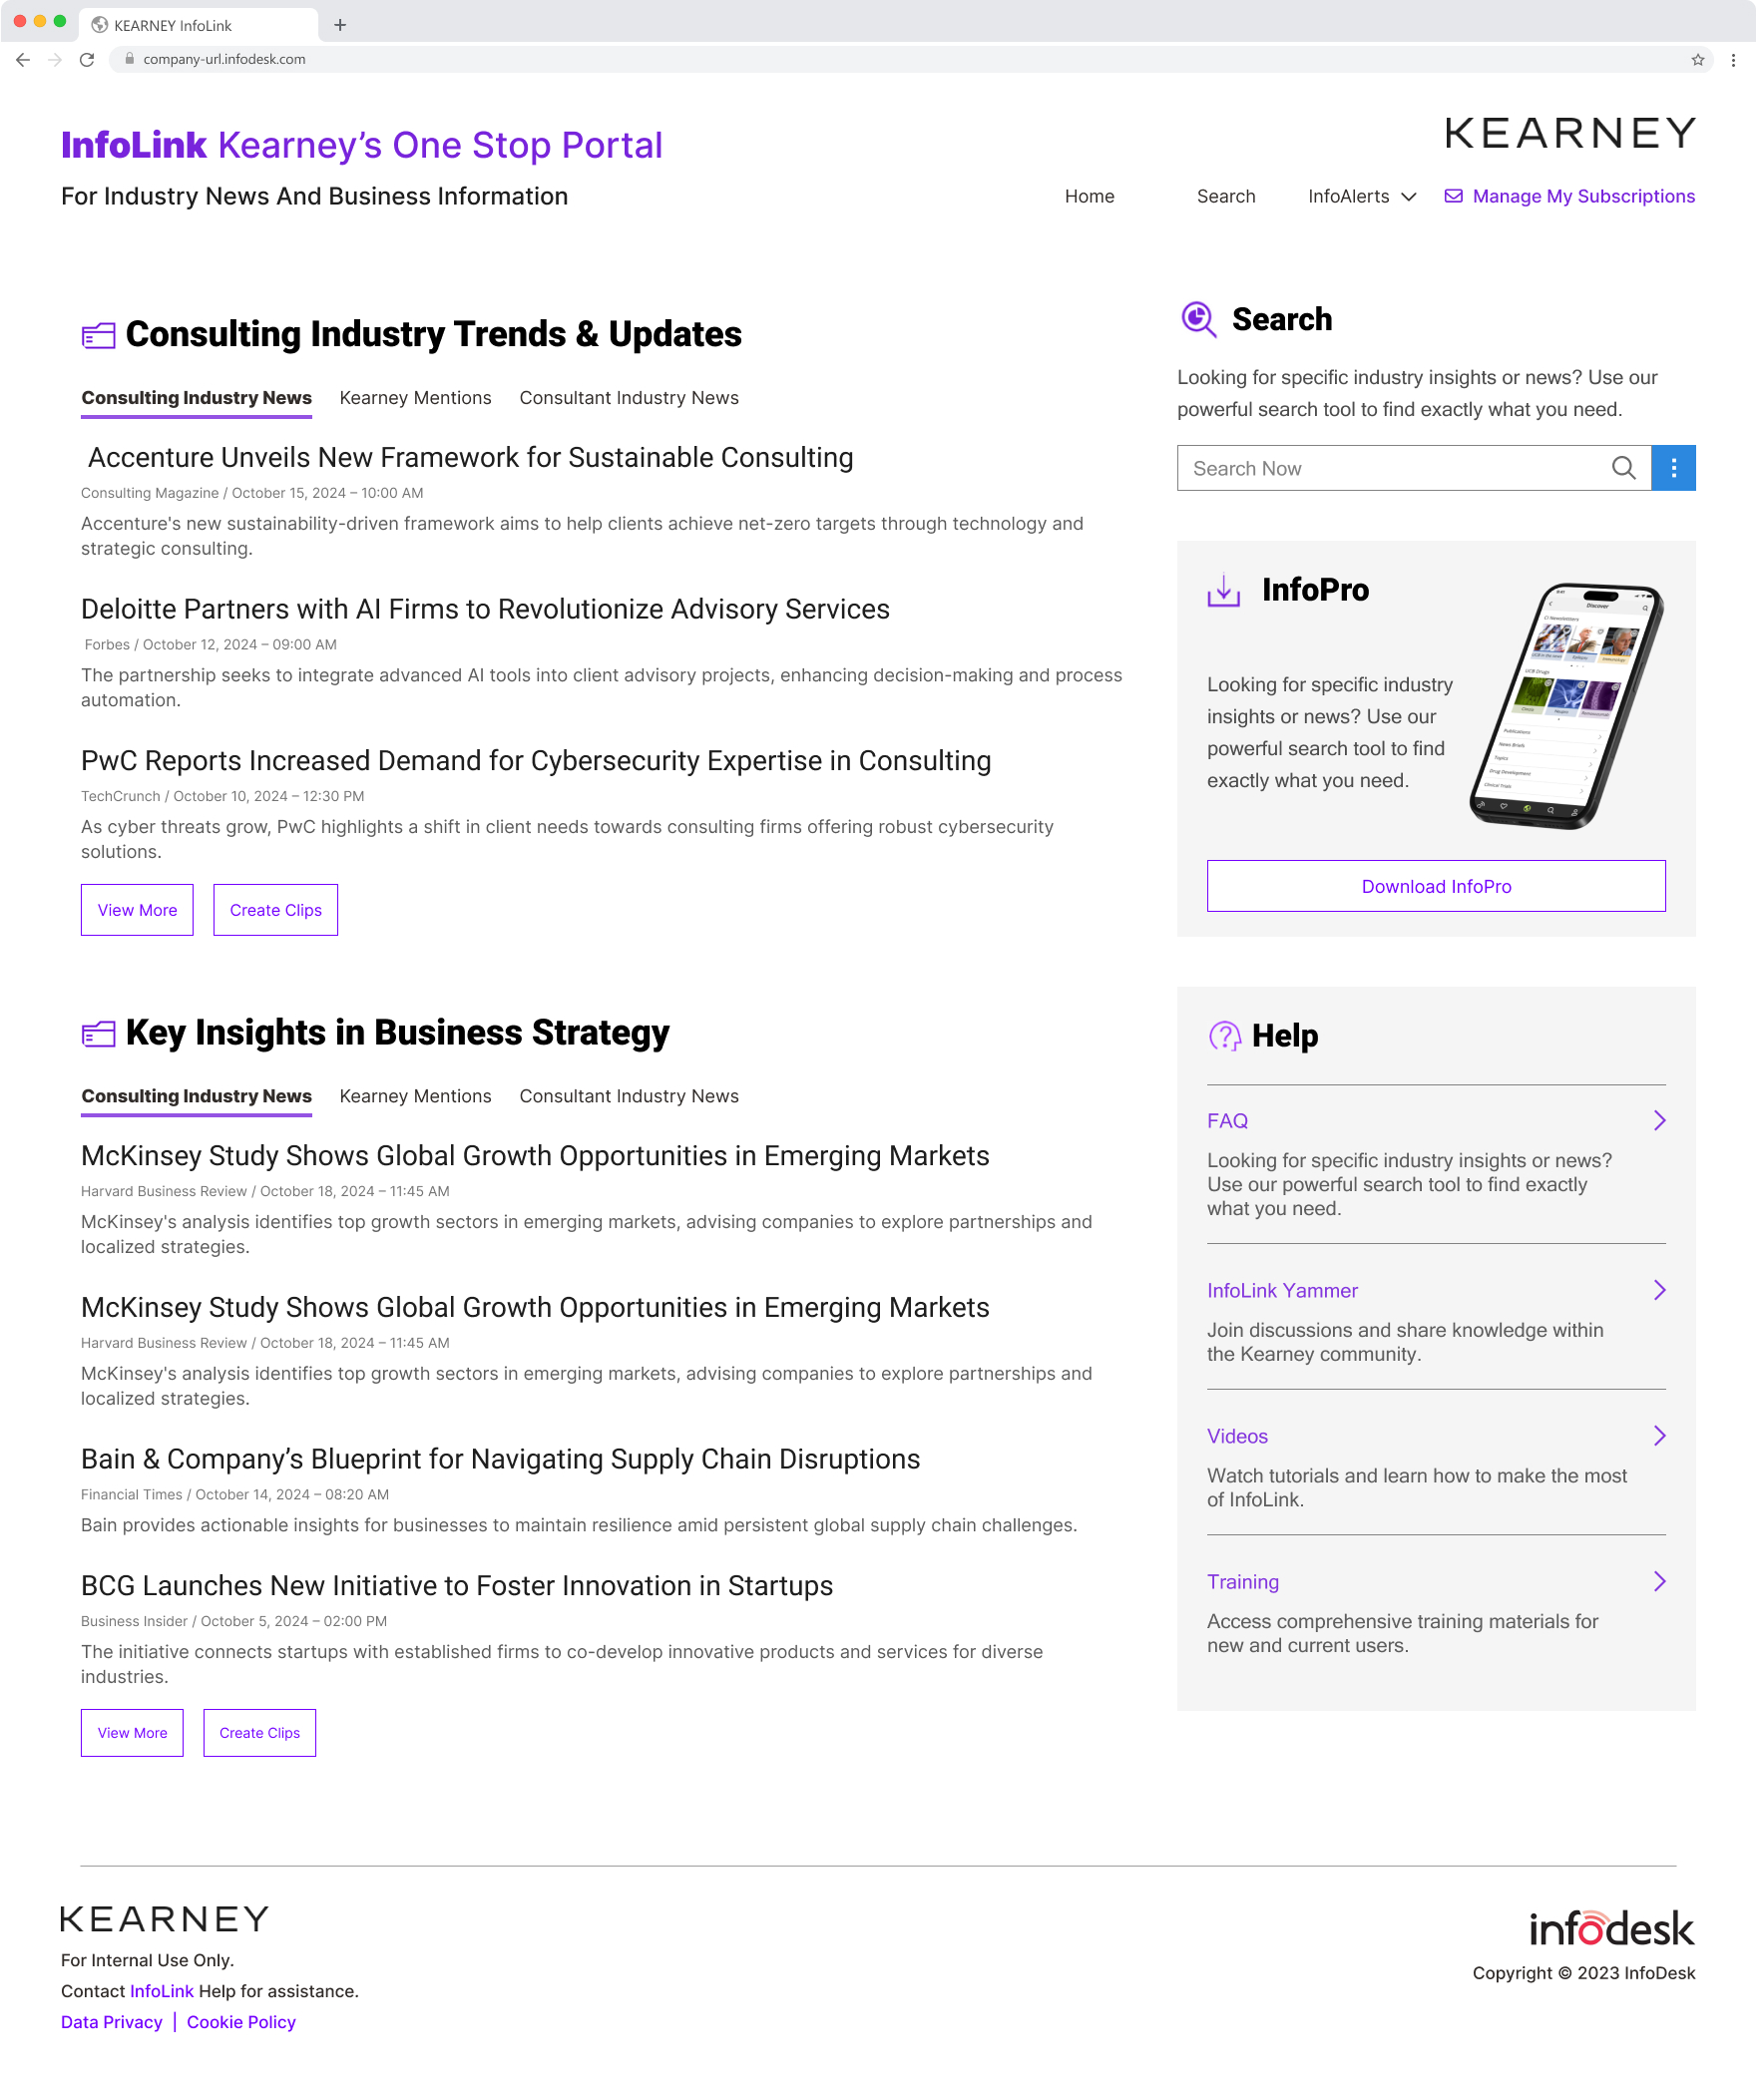 KEARNEY InfoLink
company-url.infodesk.com
InfoLink Kearney’s One Stop Portal
For Industry News And Business Information
KEARNEY
Home Search InfoAlerts Manage My Subscriptions
Consulting Industry Trends & Updates
Consulting Industry News Kearney Mentions Consultant Industry News
Accenture Unveils New Framework for Sustainable Consulting
Consulting Magazine / October 15, 2024 – 10:00 AM
Accenture's new sustainability-driven framework aims to help clients achieve net-zero targets through technology and
strategic consulting.
Deloitte Partners with AI Firms to Revolutionize Advisory Services
Forbes / October 12, 2024 – 09:00 AM
The partnership seeks to integrate advanced AI tools into client advisory projects, enhancing decision-making and process
automation.
PwC Reports Increased Demand for Cybersecurity Expertise in Consulting
TechCrunch / October 10, 2024 – 12:30 PM
As cyber threats grow, PwC highlights a shift in client needs towards consulting firms offering robust cybersecurity
solutions.
View More Create Clips
Key Insights in Business Strategy
Consulting Industry News Kearney Mentions Consultant Industry News
McKinsey Study Shows Global Growth Opportunities in Emerging Markets
Harvard Business Review / October 18, 2024 – 11:45 AM
McKinsey's analysis identifies top growth sectors in emerging markets, advising companies to explore partnerships and
localized strategies.
McKinsey Study Shows Global Growth Opportunities in Emerging Markets
Harvard Business Review / October 18, 2024 – 11:45 AM
McKinsey's analysis identifies top growth sectors in emerging markets, advising companies to explore partnerships and
localized strategies.
Bain & Company’s Blueprint for Navigating Supply Chain Disruptions
Financial Times / October 14, 2024 – 08:20 AM
Bain provides actionable insights for businesses to maintain resilience amid persistent global supply chain challenges.
BCG Launches New Initiative to Foster Innovation in Startups
Business Insider / October 5, 2024 – 02:00 PM
The initiative connects startups with established firms to co-develop innovative products and services for diverse
industries.
View More Create Clips
Search
Looking for specific industry insights or news? Use our
powerful search tool to find exactly what you need.
Search Now
InfoPro
Looking for specific industry
insights or news? Use our
powerful search tool to find
exactly what you need.
Discover
CI Newsletters
UCB Drugs
Publications
News Briefs
Topics
Drug Development
Clinical Trials
Download InfoPro
Help
FAQ
Looking for specific industry insights or news?
Use our powerful search tool to find exactly
what you need.
InfoLink Yammer
Join discussions and share knowledge within
the Kearney community.
Videos
Watch tutorials and learn how to make the most
of InfoLink.
Training
Access comprehensive training materials for
new and current users.
KEARNEY
For Internal Use Only.
Contact InfoLink Help for assistance.
Data Privacy | Cookie Policy
infodesk
Copyright © 2023 InfoDesk